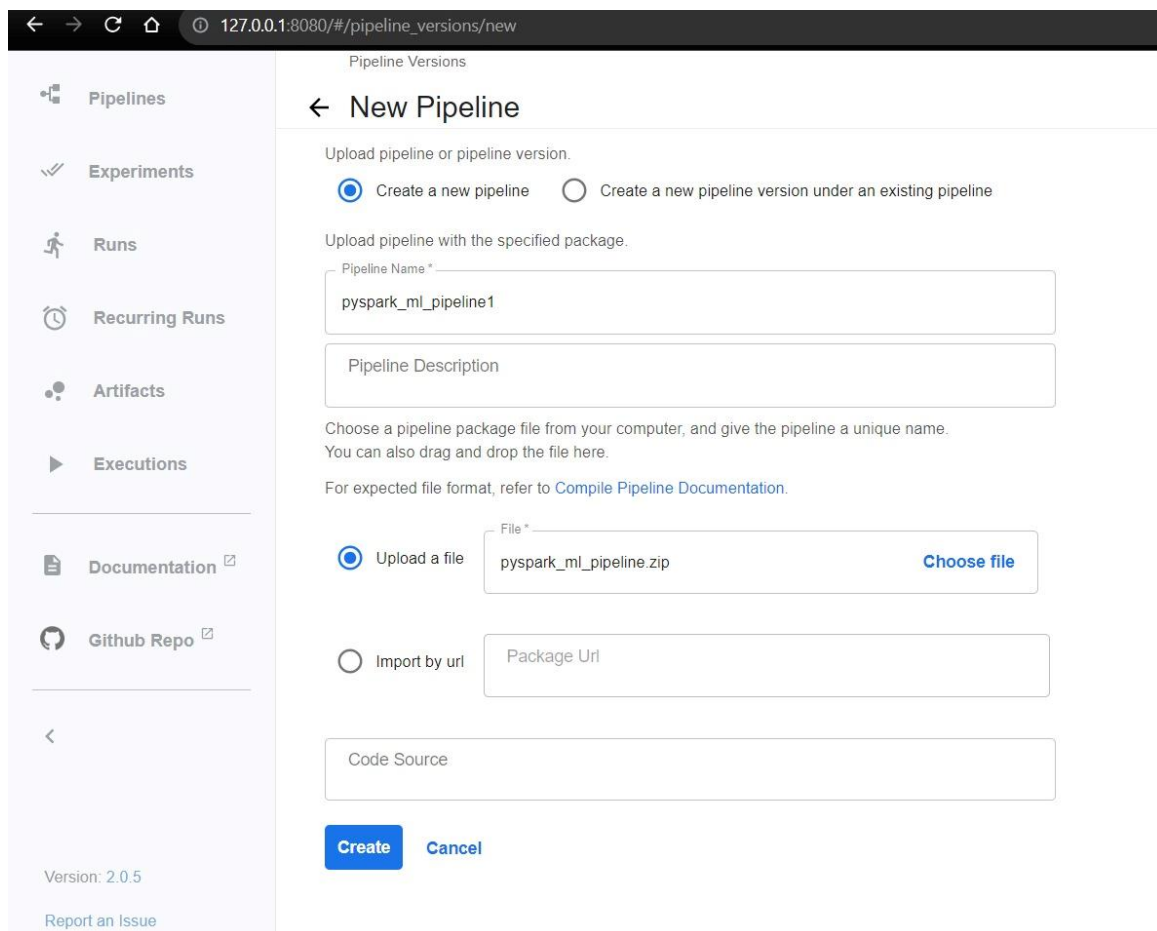 127.0.0.1:8080/#/pipeline_versions/new
Pipelines
Experiments
Runs
Recurring Runs
Artifacts
Executions
Documentation
Github Repo
Version: 2.0.5
Report an Issue
Pipeline Versions
New Pipeline
Upload pipeline or pipeline version.
Create a new pipeline Create a new pipeline version under an existing pipeline
Upload pipeline with the specified package.
Pipeline Name *
pyspark_ml_pipeline1
Pipeline Description
Choose a pipeline package file from your computer, and give the pipeline a unique name.
You can also drag and drop the file here.
For expected file format, refer to Compile Pipeline Documentation.
File *
Upload a file pyspark_ml_pipeline.zip Choose file
Import by url Package Url
Code Source
Create Cancel